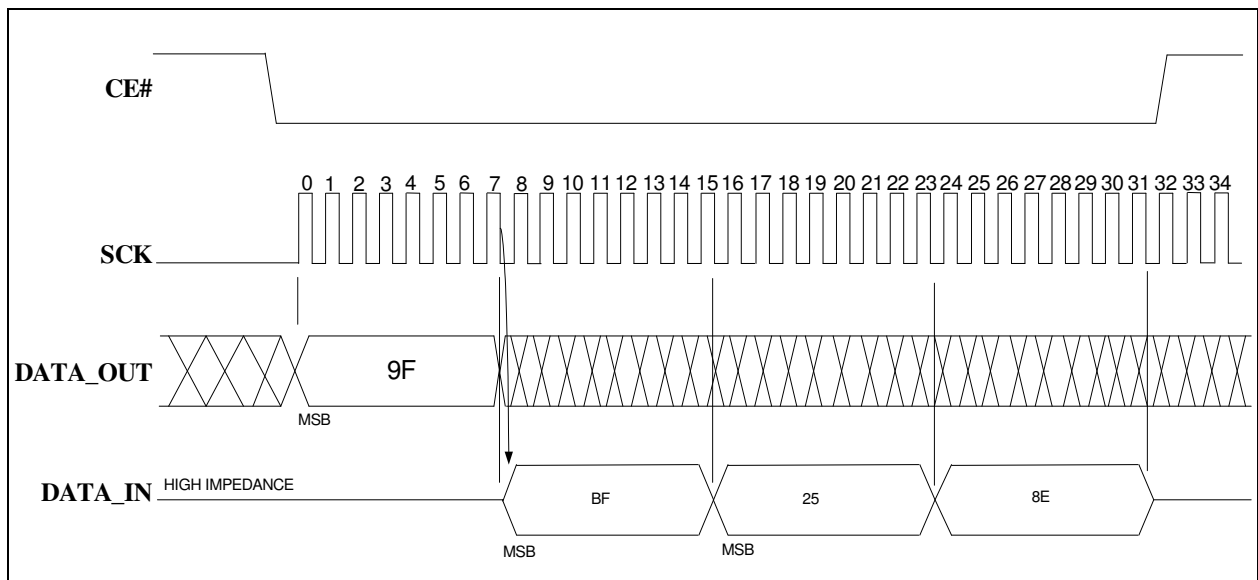 CE#
0 1 2 3 4 5 6 7 8 9 10 11 12 13 14 15 16 17 18 19 20 21 22 23 24 25 26 27 28 29 30 31 32 33 34
SCK
DATA_OUT
9F
MSB
DATA_IN
HIGH IMPEDANCE
BF
25
8E
MSB
MSB